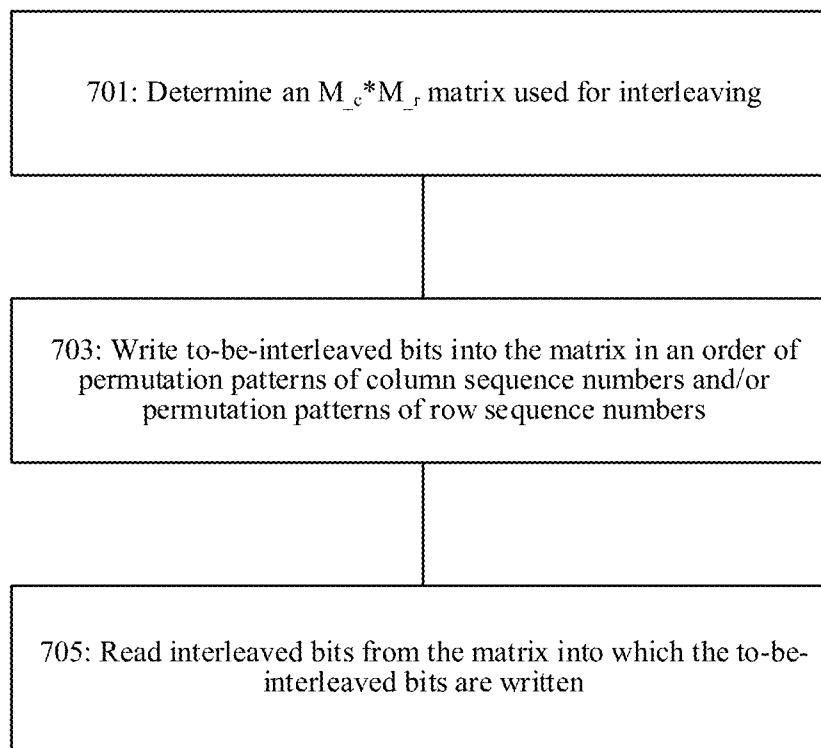 701: Determine an M_c*M_r matrix used for interleaving
703: Write to-be-interleaved bits into the matrix in an order of
permutation patterns of column sequence numbers and/or
permutation patterns of row sequence numbers
705: Read interleaved bits from the matrix into which the to-be-
interleaved bits are written